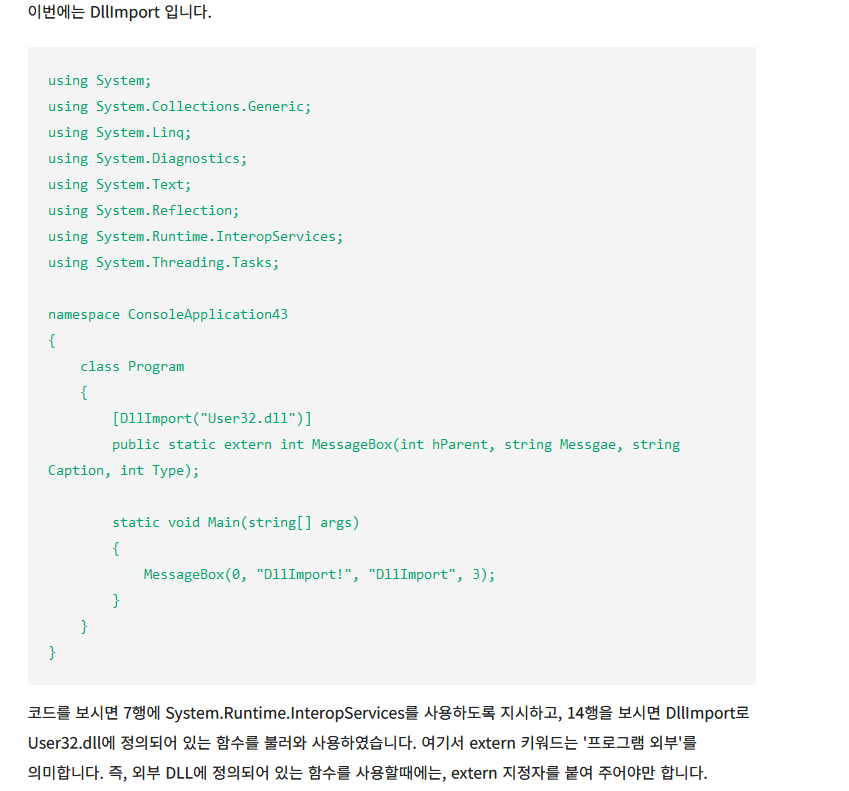 이번에는 DllImport 입니다.
using System;
using System.Collections.Generic;
using System.Linq;
using System.Diagnostics;
using System.Text;
using System.Reflection;
using System.Runtime.InteropServices;
using System.Threading.Tasks;
namespace ConsoleApplication43
{
    class Program
    {
        [DllImport("User32.dll")]
        public static extern int MessageBox(int hParent, string Messgae, string
Caption, int Type);
        static void Main(string[] args)
        {
            MessageBox(0, "DllImport!", "DllImport", 3);
        }
    }
}
코드를 보시면 7행에 System.Runtime.InteropServices를 사용하도록 지시하고, 14행을 보시면 DllImport로
User32.dll에 정의되어 있는 함수를 불러와 사용하였습니다. 여기서 extern 키워드는 '프로그램 외부'를
의미합니다. 즉, 외부 DLL에 정의되어 있는 함수를 사용할때에는, extern 지정자를 붙여 주어야만 합니다.